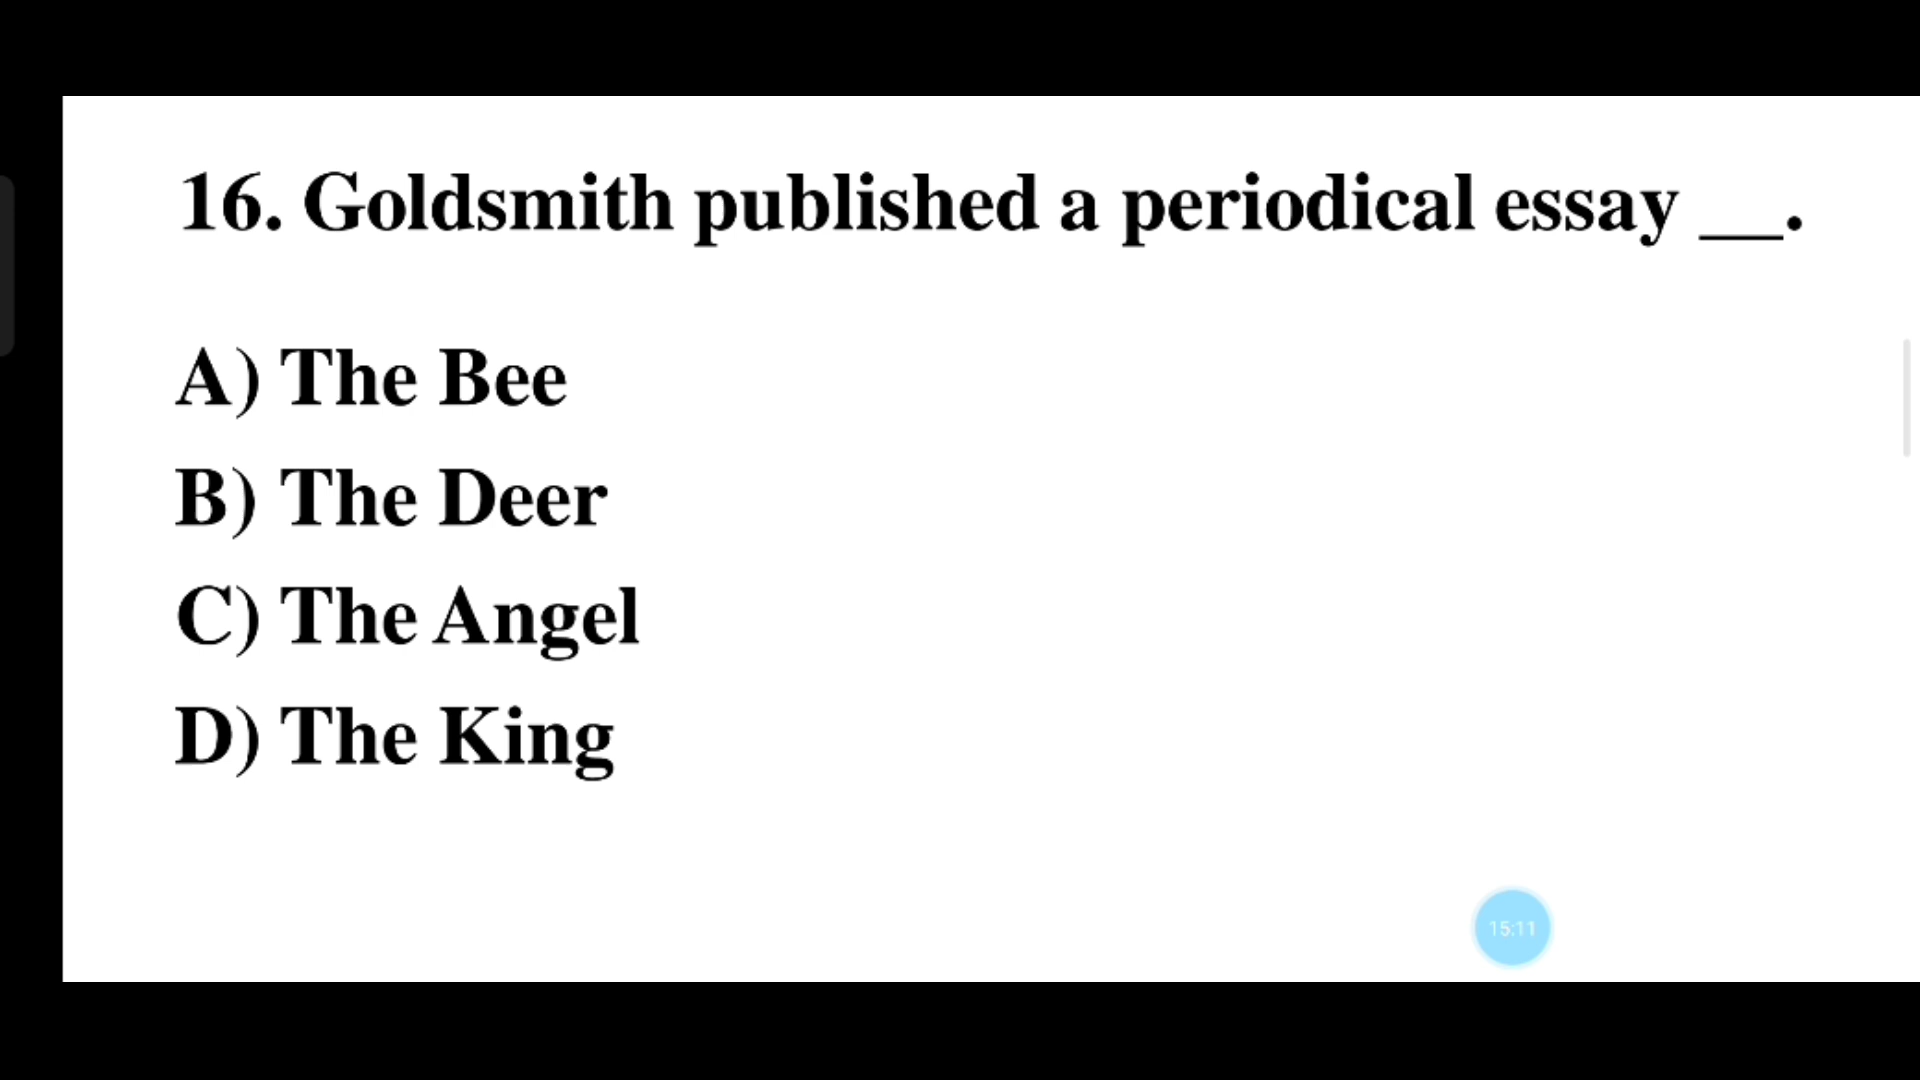 16. Goldsmith published a periodical essay __.
A) The Bee
B) The Deer
C) The Angel
D) The King
15:11